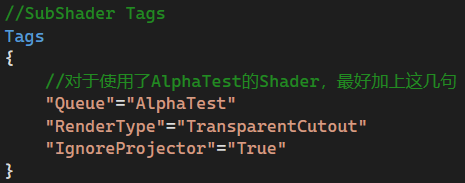 //SubShader Tags
Tags
{
    //对于使用了AlphaTest的Shader，最好加上这几句
    "Queue"="AlphaTest"
    "RenderType"="TransparentCutout"
    "IgnoreProjector"="True"
}